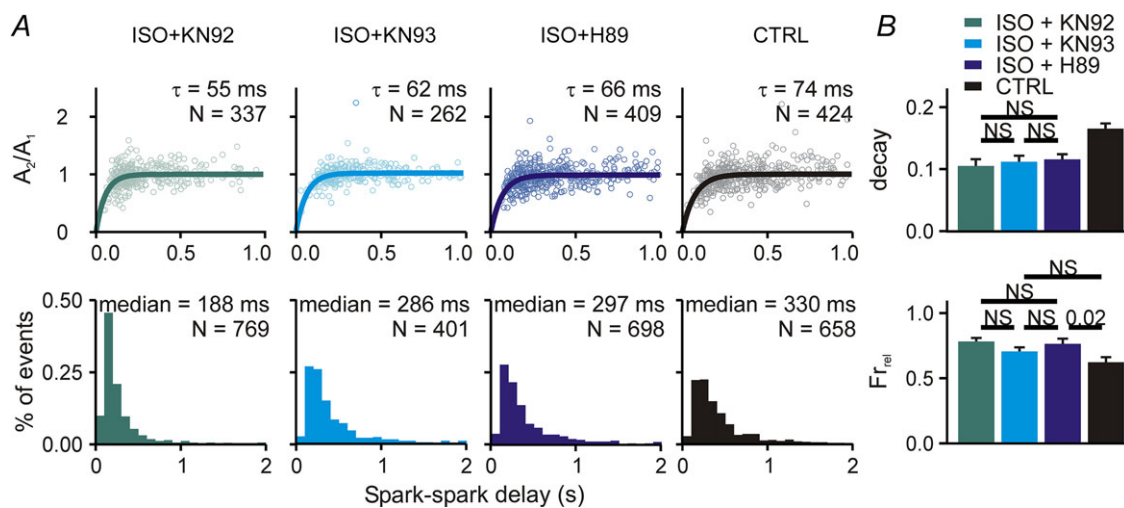 A
ISO+KN92
ISO+KN93
ISO+H89
CTRL
τ = 55 ms
N = 337
τ = 62 ms
N = 262
τ = 66 ms
N = 409
τ = 74 ms
N = 424
A2/A1
2
1
0
0.0 0.5 1.0
0.0 0.5 1.0
0.0 0.5 1.0
0.0 0.5 1.0
median = 188 ms
N = 769
median = 286 ms
N = 401
median = 297 ms
N = 698
median = 330 ms
N = 658
% of events
0.50
0.25
0.00
0 1 2
0 1 2
0 1 2
0 1 2
Spark-spark delay (s)
B
ISO + KN92
ISO + KN93
ISO + H89
CTRL
decay
0.2
0.1
0.0
NS
NS NS
Frrel
1.0
0.5
0.0
NS
NS
NS NS 0.02